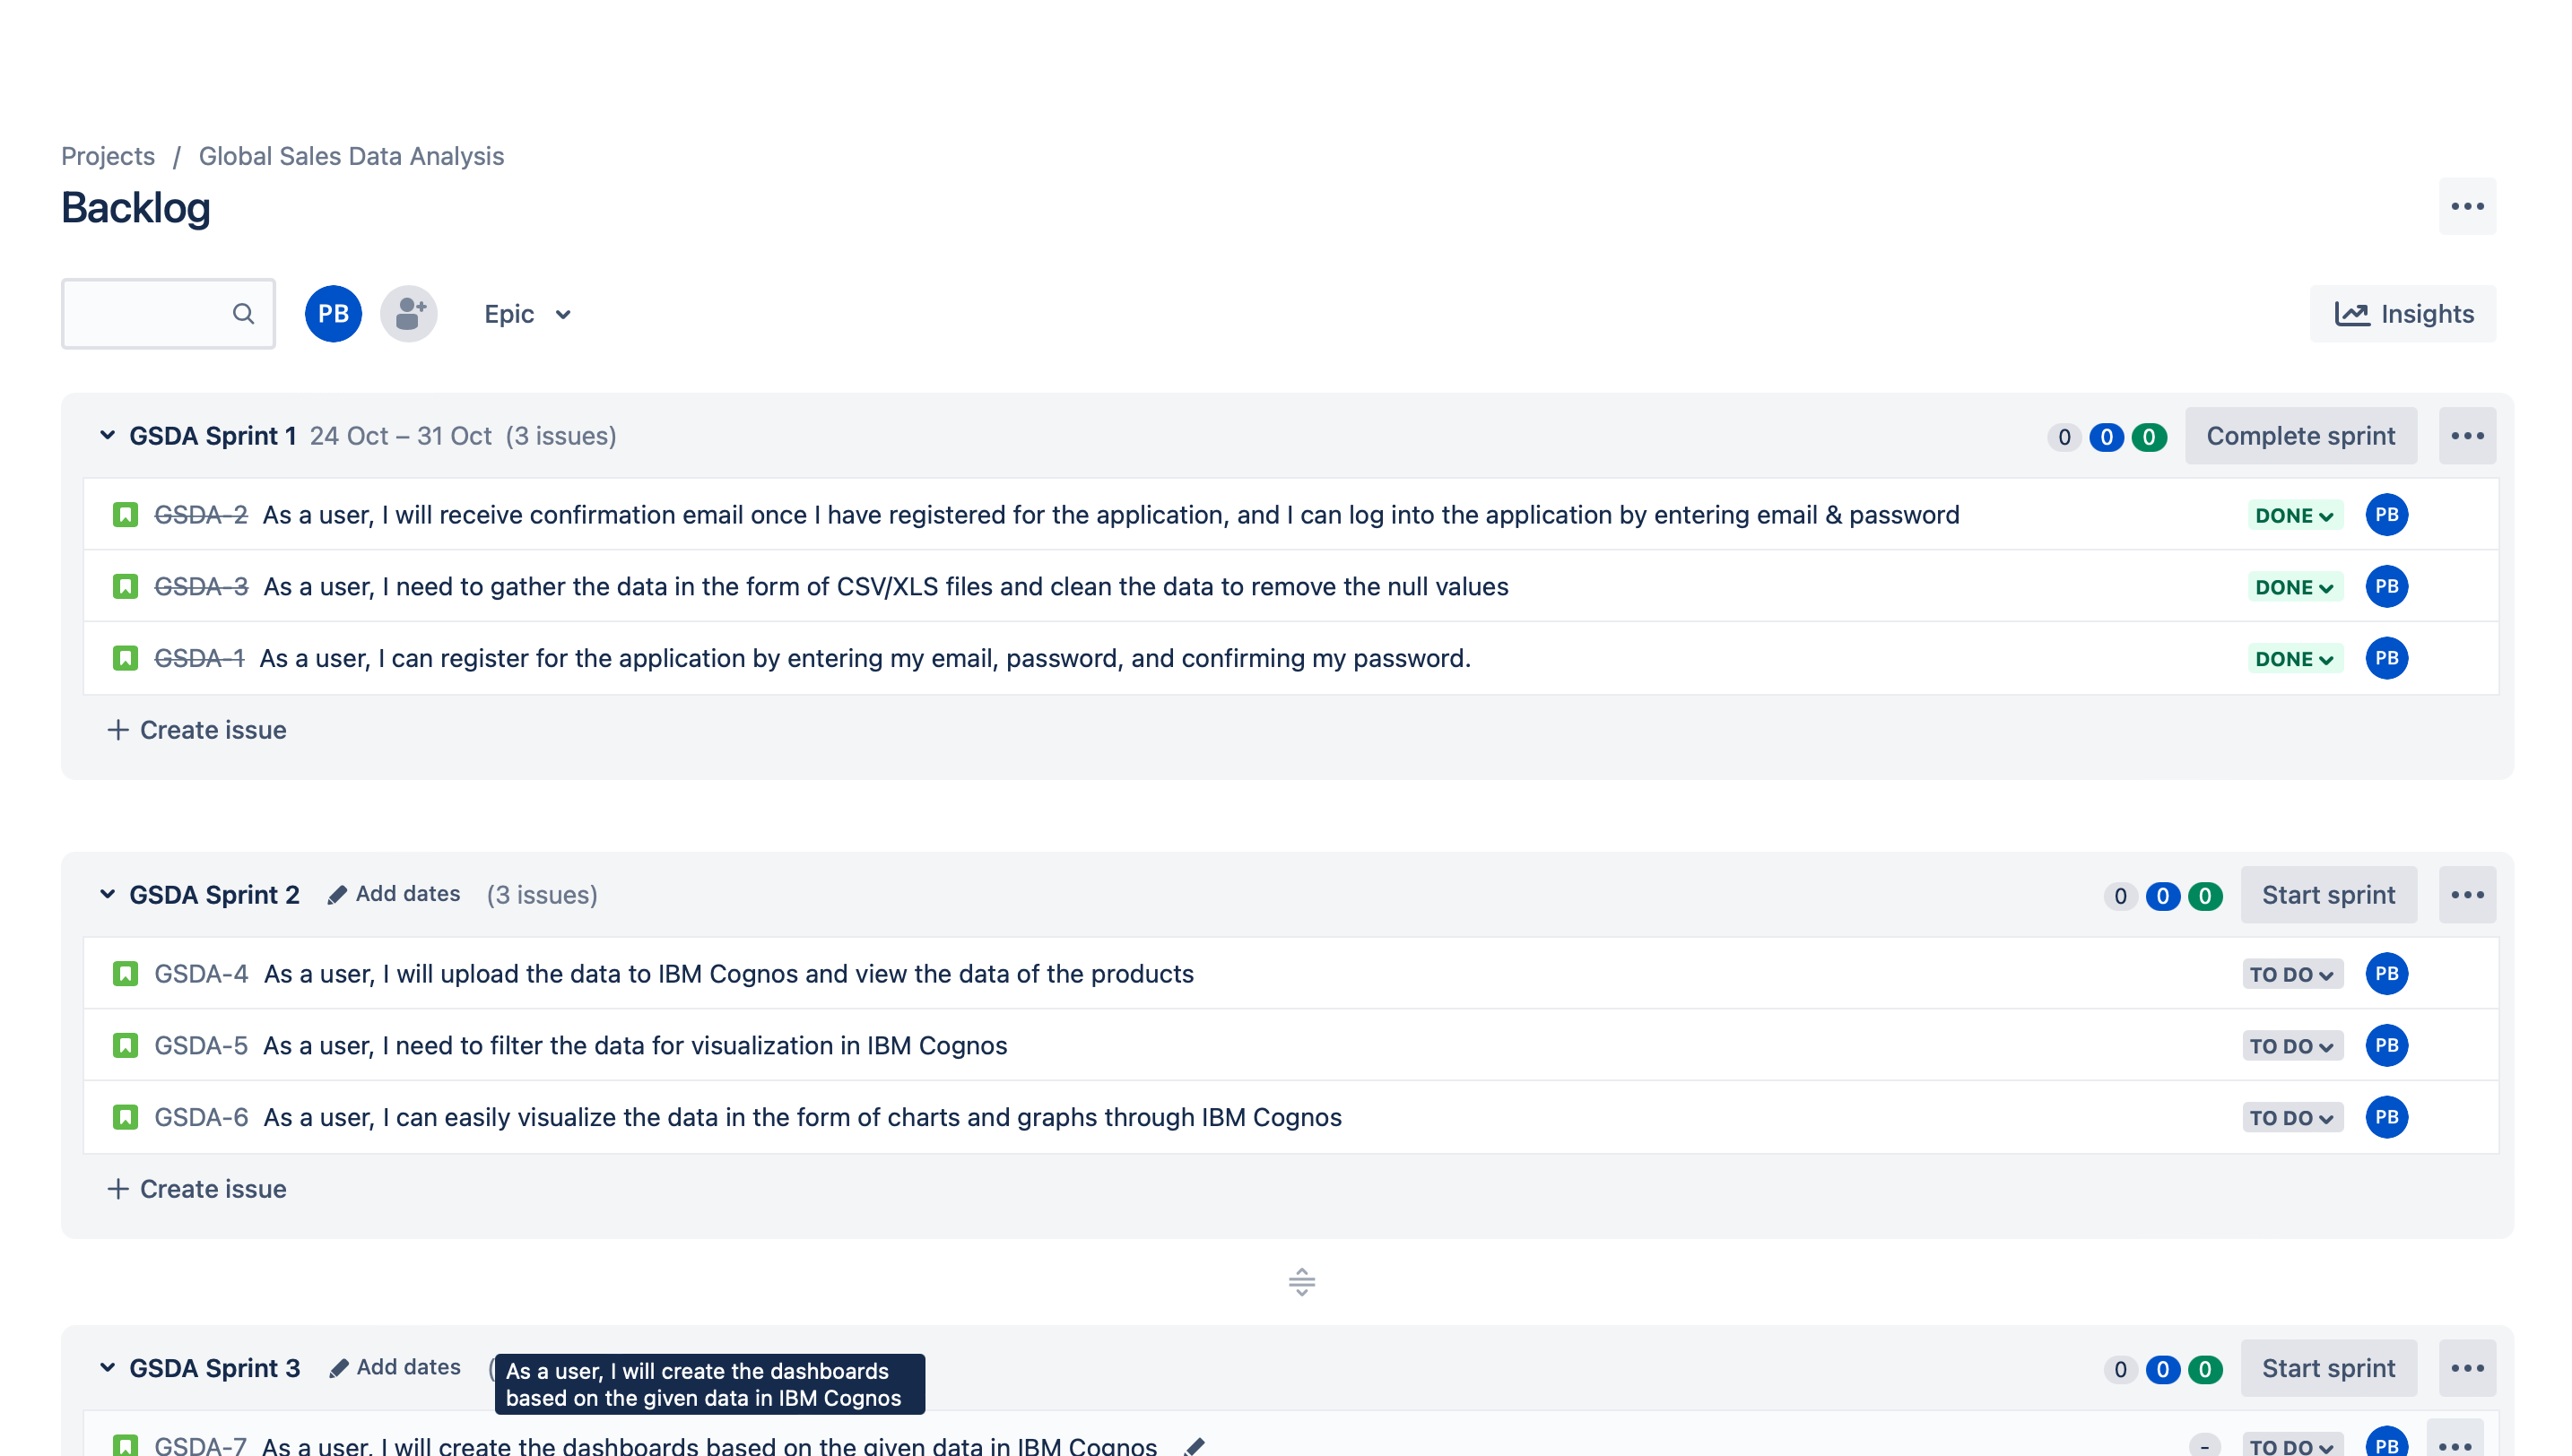 Projects / Global Sales Data Analysis
Backlog
PB Epic Insights
GSDA Sprint 1 24 Oct – 31 Oct (3 issues) 0 0 0 Complete sprint
GSDA-2 As a user, I will receive confirmation email once I have registered for the application, and I can log into the application by entering email & password DONE PB
GSDA-3 As a user, I need to gather the data in the form of CSV/XLS files and clean the data to remove the null values DONE PB
GSDA-1 As a user, I can register for the application by entering my email, password, and confirming my password. DONE PB
+ Create issue
GSDA Sprint 2 Add dates (3 issues) 0 0 0 Start sprint
GSDA-4 As a user, I will upload the data to IBM Cognos and view the data of the products TO DO PB
GSDA-5 As a user, I need to filter the data for visualization in IBM Cognos TO DO PB
GSDA-6 As a user, I can easily visualize the data in the form of charts and graphs through IBM Cognos TO DO PB
+ Create issue
GSDA Sprint 3 Add dates ( 0 0 0 Start sprint
As a user, I will create the dashboards
based on the given data in IBM Cognos
GSDA-7 As a user, I will create the dashboards based on the given data in IBM Cognos - TO DO PB